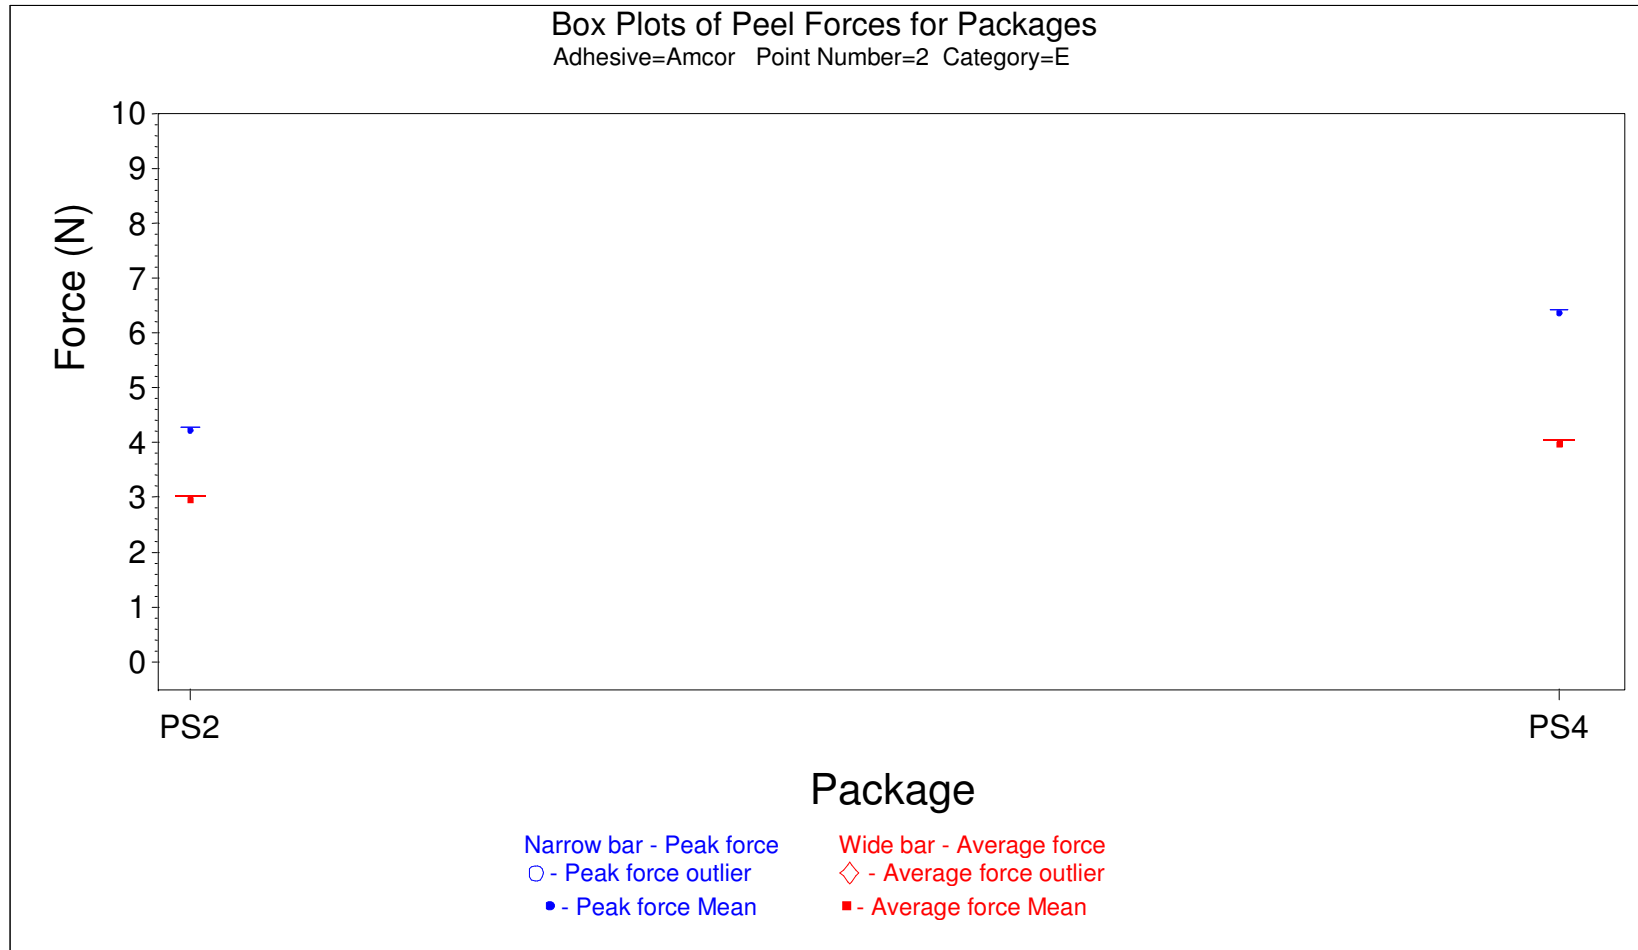 Box Plots of Peel Forces for Packages
Adhesive=Amcor Point Number=2 Category=E
Force (N)
10
9
8
7
6
5
4
3
2
1
0
PS2 PS4
Package
Narrow bar - Peak force Wide bar - Average force
- Peak force outlier - Average force outlier
- Peak force Mean - Average force Mean